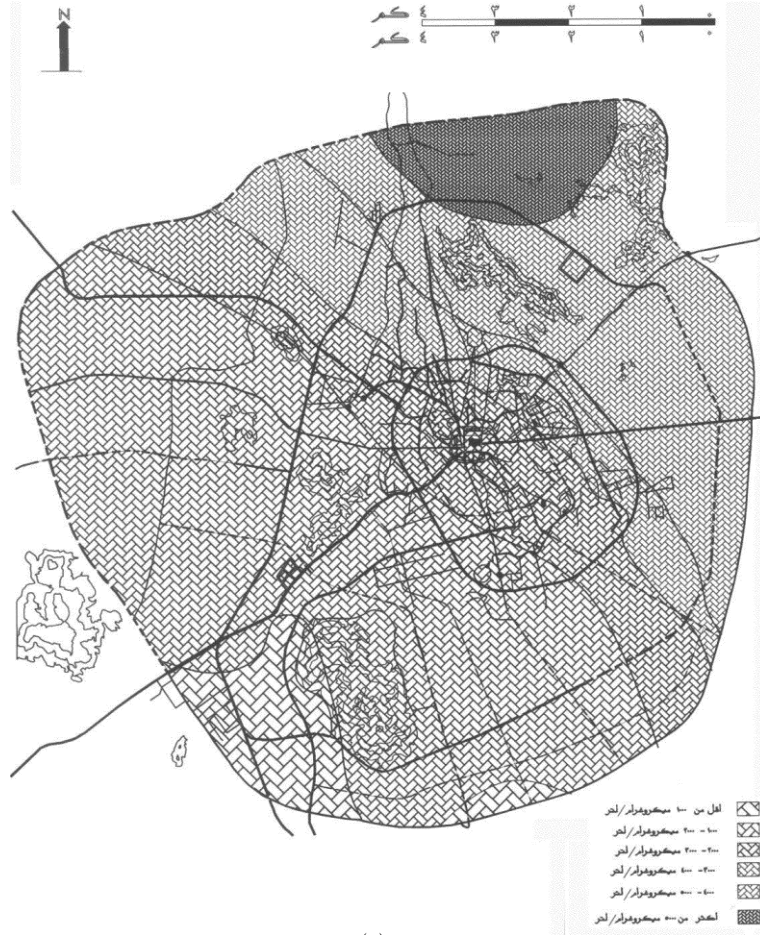 N
كم ٤ ٣ ٢ ١ ٠
كم ٤ ٣ ٢ ١ ٠
اقل من ١٠٠٠ ميكروغرام/لتر
١٠٠٠ - ٢٠٠٠ ميكروغرام/لتر
٢٠٠٠ - ٣٠٠٠ ميكروغرام/لتر
٣٠٠٠ - ٤٠٠٠ ميكروغرام/لتر
٤٠٠٠ - ٥٠٠٠ ميكروغرام/لتر
أكثر من ٥٠٠٠ ميكروغرام/لتر